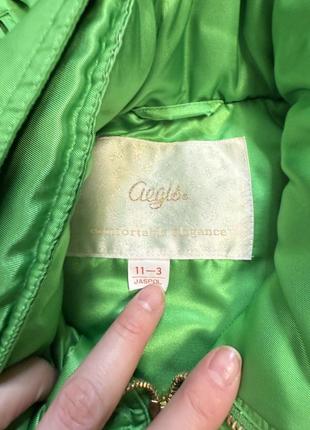 aegis
comfortable elegance
11—3
JASPOL